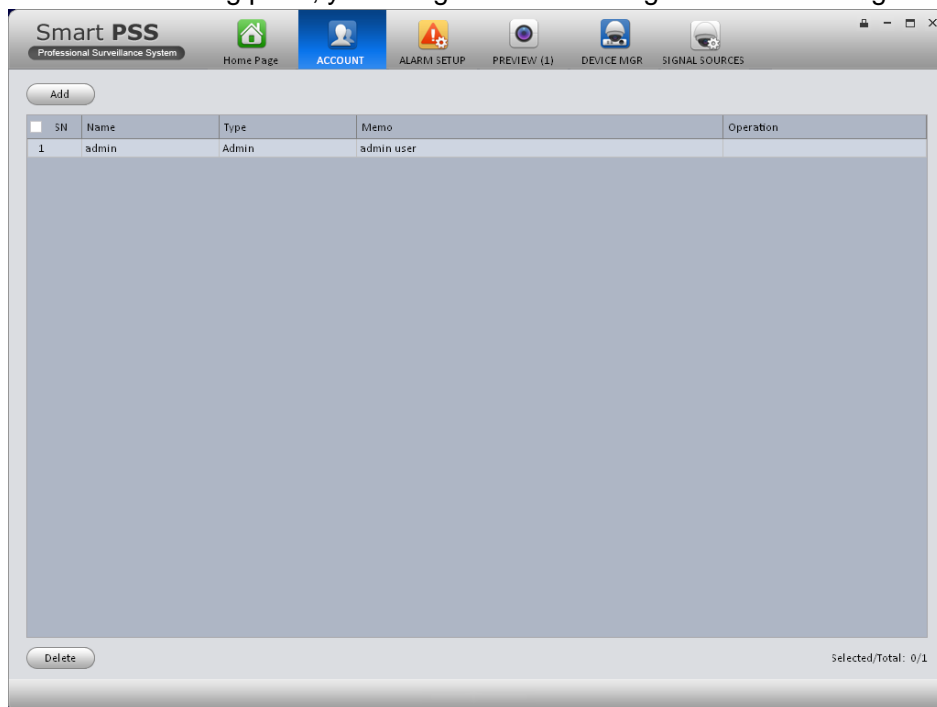 Smart PSS
Professional Surveillance System
Home Page
ACCOUNT
ALARM SETUP
PREVIEW (1)
DEVICE MGR
SIGNAL SOURCES
Add
SN Name Type Memo Operation
1 admin Admin admin user
Delete
Selected/Total: 0/1